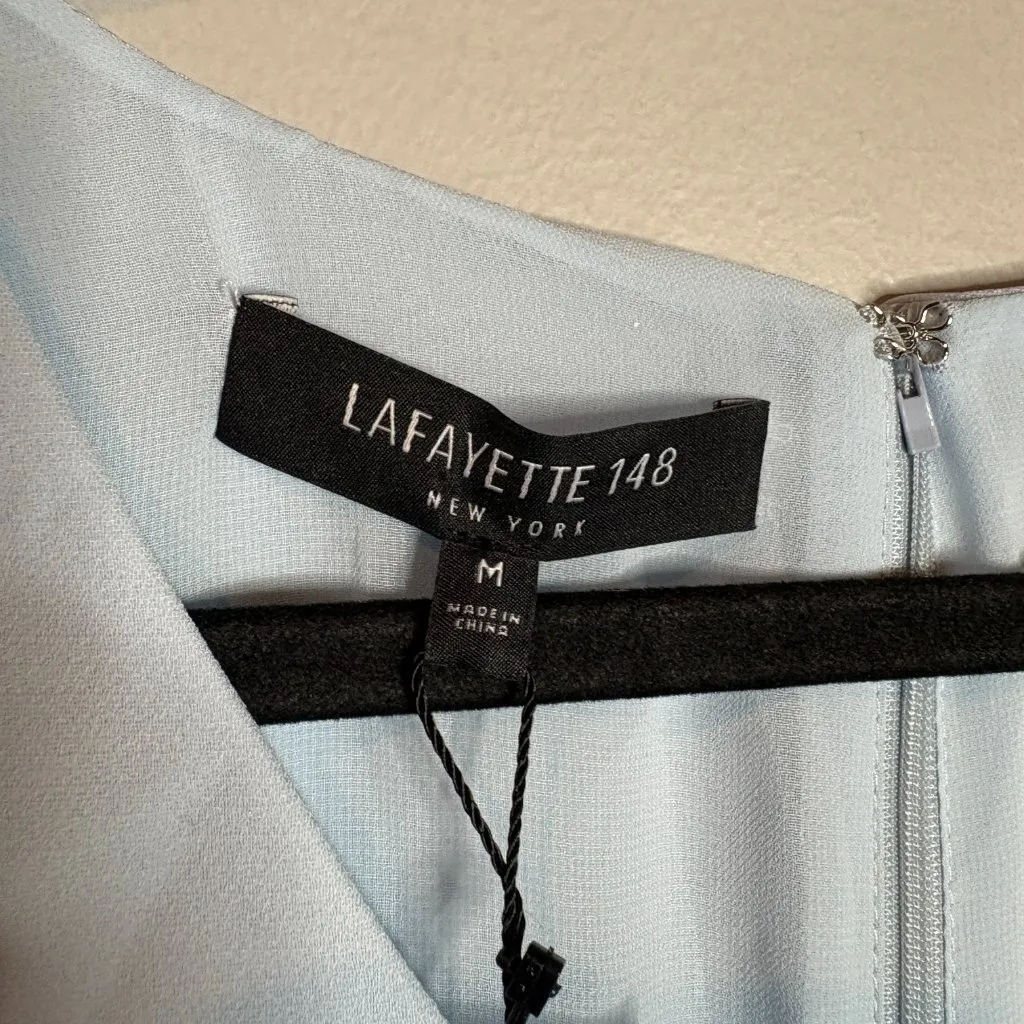 LAFAYETTE 148
NEW YORK
M
MADE IN
CHINA